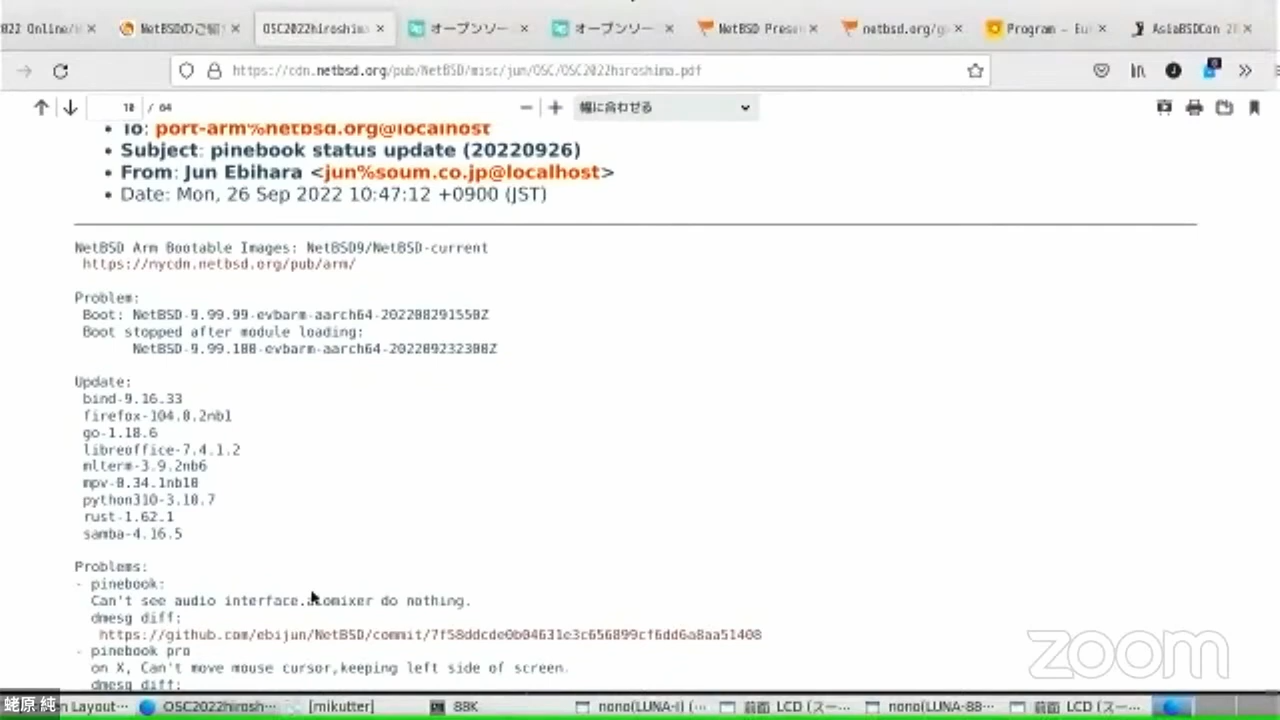 022 Online/
NetBSDのご紹
OSC2022hiroshima
オープンソー
オープンソー
NetBSD Prese
netbsd.org/g
Program – Eu
AsiaBSDCon 2
https://cdn.netbsd.org/pub/NetBSD/misc/jun/OSC/OSC2022hiroshima.pdf
18 / 64
幅に合わせる
• To: port-arm%netbsd.org@localhost
• Subject: pinebook status update (20220926)
• From: Jun Ebihara <jun%soum.co.jp@localhost>
• Date: Mon, 26 Sep 2022 10:47:12 +0900 (JST)
NetBSD Arm Bootable Images: NetBSD9/NetBSD-current
https://nycdn.netbsd.org/pub/arm/
Problem:
Boot: NetBSD-9.99.99-evbarm-aarch64-202208291550Z
Boot stopped after module loading:
NetBSD-9.99.100-evbarm-aarch64-202209232300Z
Update:
bind-9.16.33
firefox-104.0.2nb1
go-1.18.6
libreoffice-7.4.1.2
mlterm-3.9.2nb6
mpv-0.34.1nb10
python310-3.10.7
rust-1.62.1
samba-4.16.5
Problems:
- pinebook:
Can't see audio interface. mixer do nothing.
dmesg diff:
https://github.com/ebijun/NetBSD/commit/7f58ddcde0b04631e3c656899cf6dd6a8aa51408
- pinebook pro
on X, Can't move mouse cursor,keeping left side of screen.
dmesg diff:
zoom
蛯原 純
n Layout…
OSC2022hirosh…
[mikutter]
88K
nono(LUNA-I) (…
前面 LCD (スー…
nono(LUNA-88…
前面 LCD (スー…